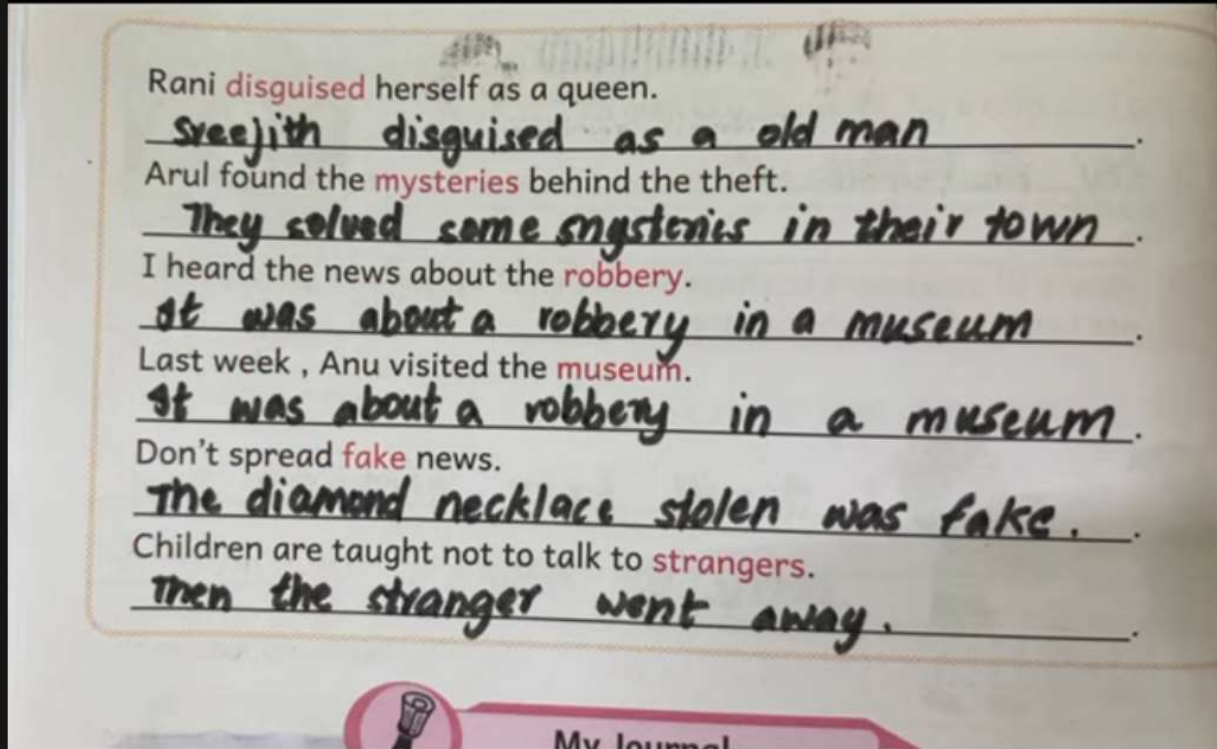 Rani disguised herself as a queen.
Sreejith disguised as a old man.
Arul found the mysteries behind the theft.
They solved some mysteries in their town.
I heard the news about the robbery.
It was about a robbery in a museum.
Last week , Anu visited the museum.
It was about a robbery in a museum.
Don't spread fake news.
The diamond necklace stolen was fake. .
Children are taught not to talk to strangers.
Then the stranger went away. .
My Journal